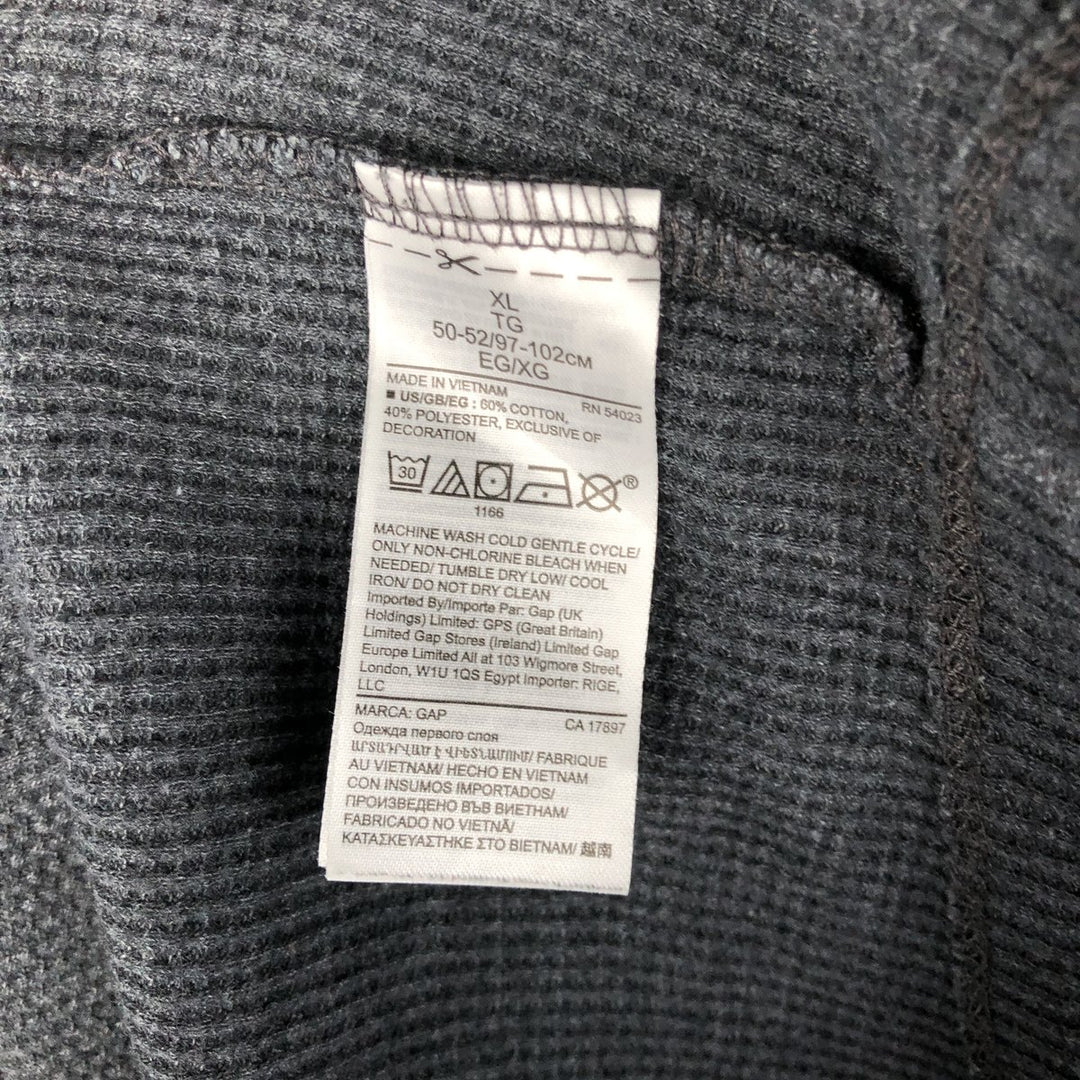 XL
TG
50-52/97-102CM
EG/XG
MADE IN VIETNAM
RN 54023
■ US/GB/EG : 60% COTTON,
40% POLYESTER, EXCLUSIVE OF
DECORATION
30
®
1166
MACHINE WASH COLD GENTLE CYCLE/
ONLY NON-CHLORINE BLEACH WHEN
NEEDED/ TUMBLE DRY LOW/ COOL
IRON/ DO NOT DRY CLEAN
Imported By/Importe Par: Gap (UK
Holdings) Limited: GPS (Great Britain)
Limited Gap Stores (Ireland) Limited Gap
Europe Limited All at 103 Wigmore Street,
London, W1U 1QS Egypt Importer: RIGE,
LLC
MARCA: GAP
CA 17897
Одежда первого слоя
ԱՐՏԱԴՐՎԱԾ Է ՎԻԵՏՆԱՄՈՒՄ/ FABRIQUE
AU VIETNAM/ HECHO EN VIETNAM
CON INSUMOS IMPORTADOS/
ПРОИЗВЕДЕНО ВЪВ ВИЕТНАМ/
FABRICADO NO VIETNÃ/
ΚΑΤΑΣΚΕΥΑΣΤΗΚΕ ΣΤΟ ΒΙΕΤΝΑΜ/ 越南